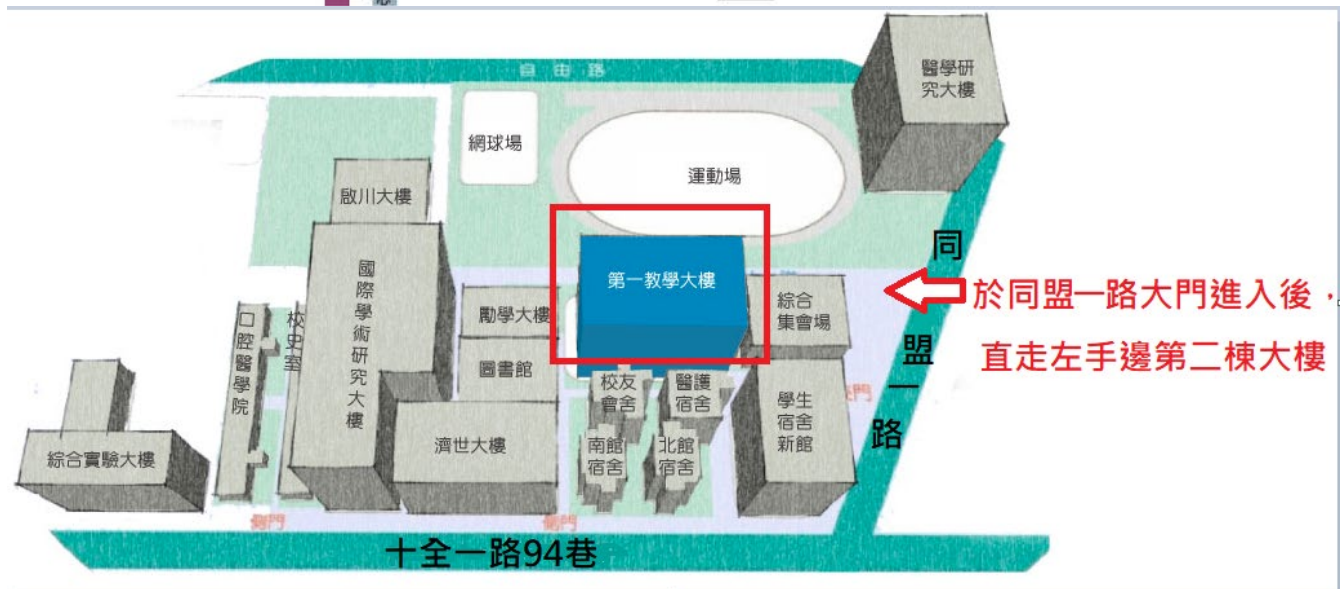 自由路
醫學研
究大樓
網球場
運動場
啟川大樓
同
國際學術研究大樓
第一教學大樓
於同盟一路大門進入後，
綜合
集會場
勵學大樓
口腔醫學院
校史室
盟
直走左手邊第二棟大樓
圖書館
校友
會舍
醫護
宿舍
學生
宿舍
新館
一
路
濟世大樓
南館
宿舍
北館
宿舍
綜合實驗大樓
側門
側門
十全一路94巷